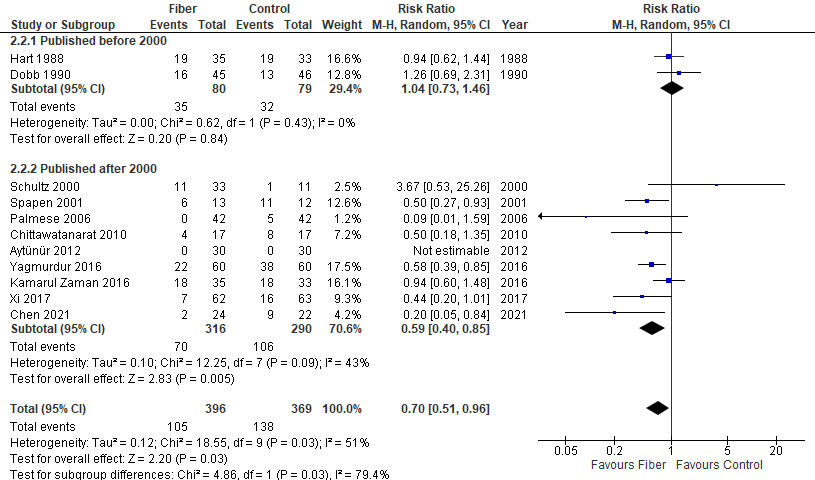 Fiber Control Risk Ratio Risk Ratio
Study or Subgroup Events Total Events Total Weight M-H, Random, 95% CI Year M-H, Random, 95% CI
2.2.1 Published before 2000
Hart 1988 19 35 19 33 16.6% 0.94 [0.62, 1.44] 1988
Dobb 1990 16 45 13 46 12.8% 1.26 [0.69, 2.31] 1990
Subtotal (95% CI) 80 79 29.4% 1.04 [0.73, 1.46]
Total events 35 32
Heterogeneity: Tau² = 0.00; Chi² = 0.62, df = 1 (P = 0.43); I² = 0%
Test for overall effect: Z = 0.20 (P = 0.84)
2.2.2 Published after 2000
Schultz 2000 11 33 1 11 2.5% 3.67 [0.53, 25.26] 2000
Spapen 2001 6 13 11 12 12.6% 0.50 [0.27, 0.93] 2001
Palmese 2006 0 42 5 42 1.2% 0.09 [0.01, 1.59] 2006
Chittawatanarat 2010 4 17 8 17 7.2% 0.50 [0.18, 1.35] 2010
Aytünür 2012 0 30 0 30 Not estimable 2012
Yagmurdur 2016 22 60 38 60 17.5% 0.58 [0.39, 0.85] 2016
Kamarul Zaman 2016 18 35 18 33 16.1% 0.94 [0.60, 1.48] 2016
Xi 2017 7 62 16 63 9.3% 0.44 [0.20, 1.01] 2017
Chen 2021 2 24 9 22 4.2% 0.20 [0.05, 0.84] 2021
Subtotal (95% CI) 316 290 70.6% 0.59 [0.40, 0.85]
Total events 70 106
Heterogeneity: Tau² = 0.10; Chi² = 12.25, df = 7 (P = 0.09); I² = 43%
Test for overall effect: Z = 2.83 (P = 0.005)
Total (95% CI) 396 369 100.0% 0.70 [0.51, 0.96]
Total events 105 138
Heterogeneity: Tau² = 0.12; Chi² = 18.55, df = 9 (P = 0.03); I² = 51%
Test for overall effect: Z = 2.20 (P = 0.03)
Test for subgroup differences: Chi² = 4.86, df = 1 (P = 0.03), I² = 79.4%
0.05 0.2 1 5 20
Favours Fiber Favours Control